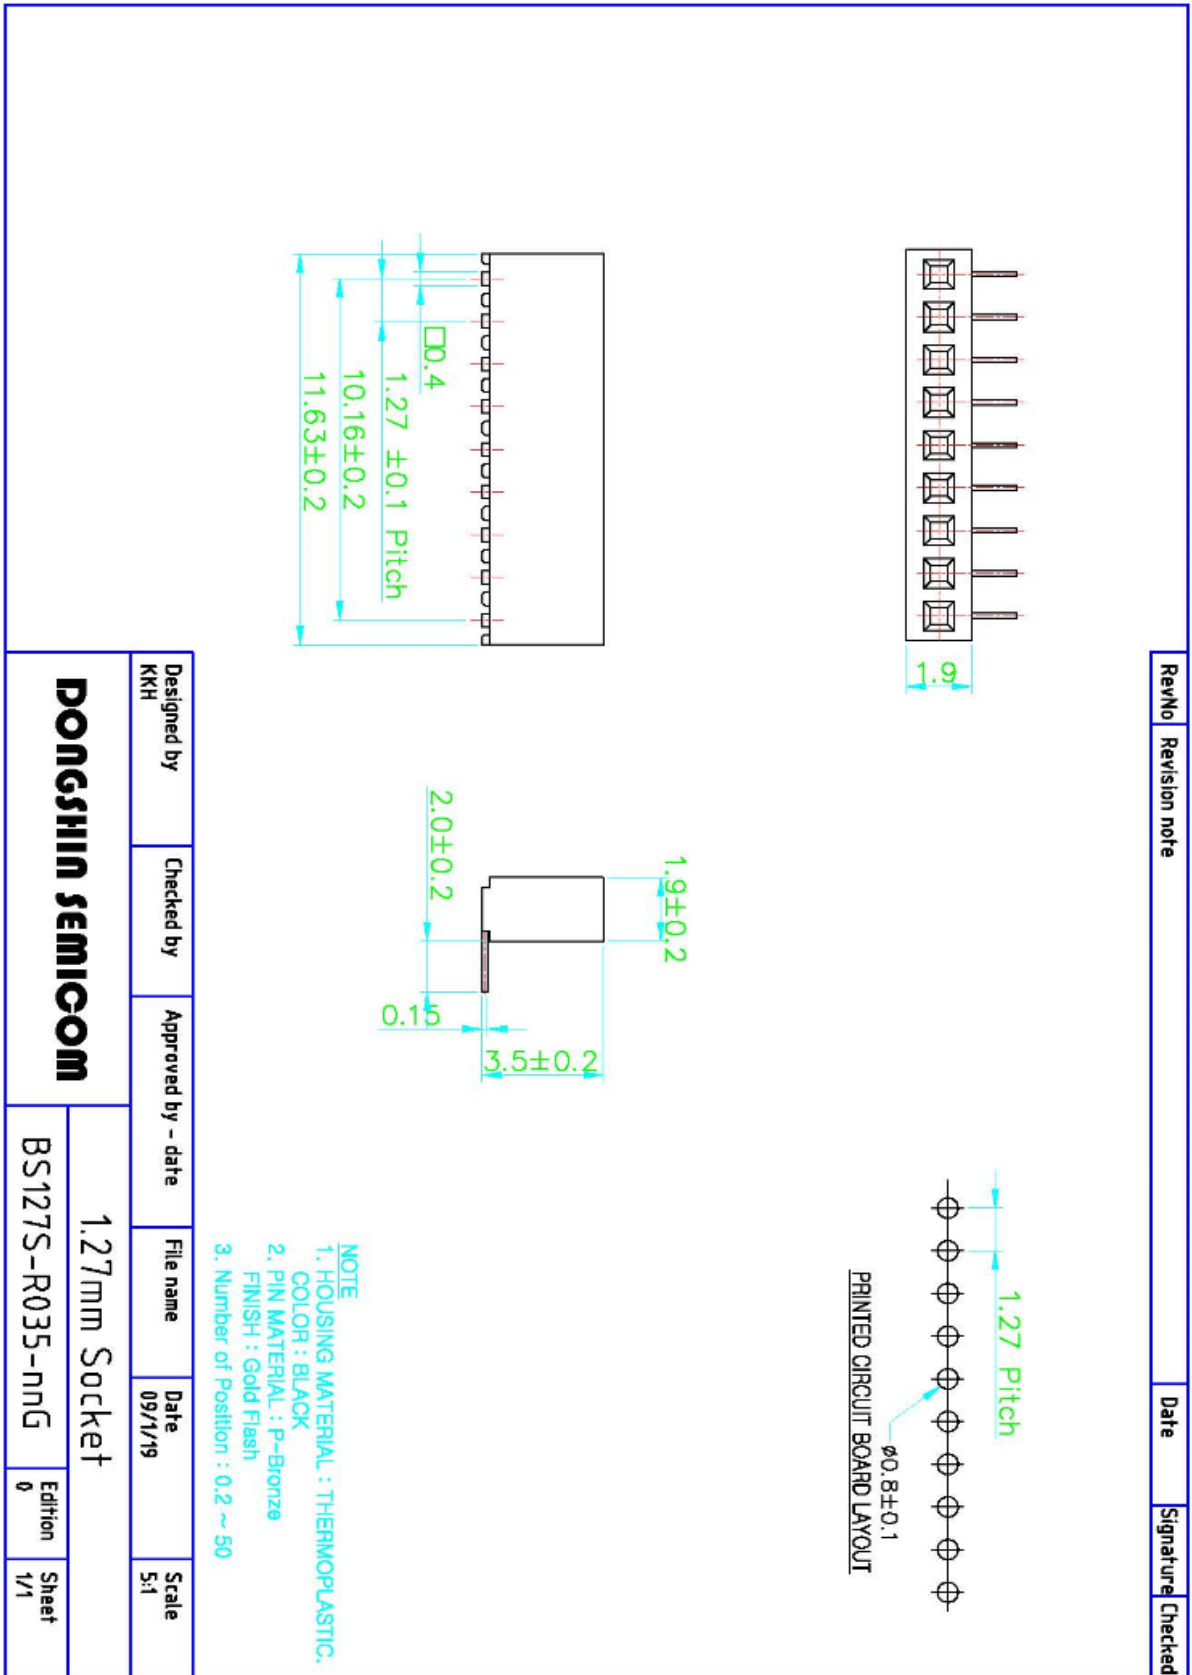 RevNo Revision note Date Signature Checked
1.9
1.27 Pitch
ø0.8±0.1
PRINTED CIRCUIT BOARD LAYOUT
□0.4
1.27 ±0.1 Pitch
10.16±0.2
11.63±0.2
1.9±0.2
2.0±0.2
0.15
3.5±0.2
NOTE
1. HOUSING MATERIAL : THERMOPLASTIC.
COLOR : BLACK
2. PIN MATERIAL : P-Bronze
FINISH : Gold Flash
3. Number of Position : 0.2 ~ 50
Designed by Checked by Approved by - date File name Date Scale
KKH 09/1/19 5:1
DONGSHIN SEMICOM
1.27mm Socket
BS127S-R035-nnG
Edition Sheet
0 1/1